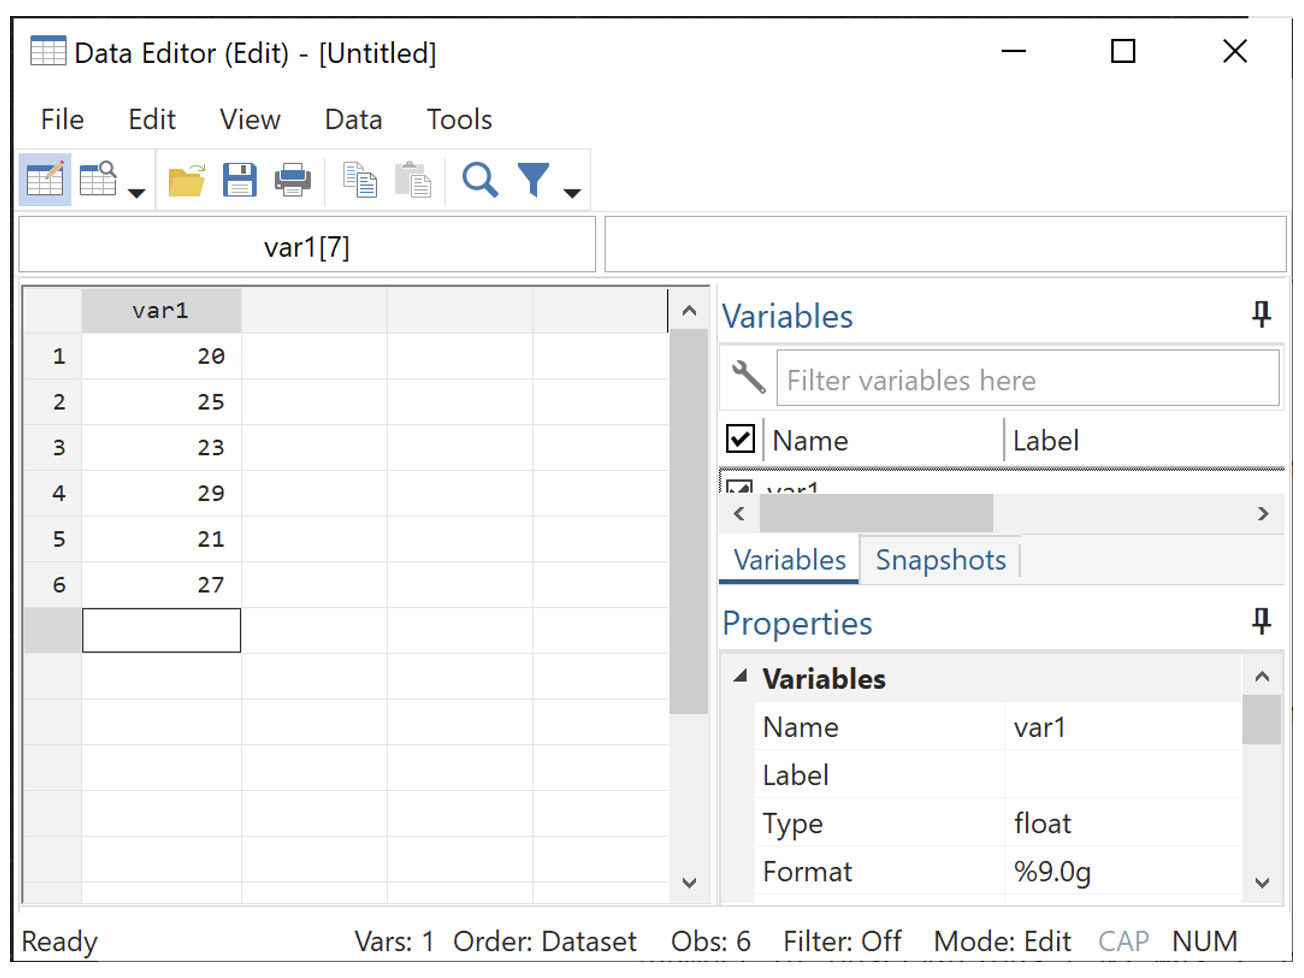 Data Editor (Edit) - [Untitled]
File Edit View Data Tools
var1[7]
var1
1 20
2 25
3 23
4 29
5 21
6 27
Variables
Filter variables here
Name Label
var1
Variables Snapshots
Properties
Variables
Name var1
Label
Type float
Format %9.0g
Ready Vars: 1 Order: Dataset Obs: 6 Filter: Off Mode: Edit CAP NUM